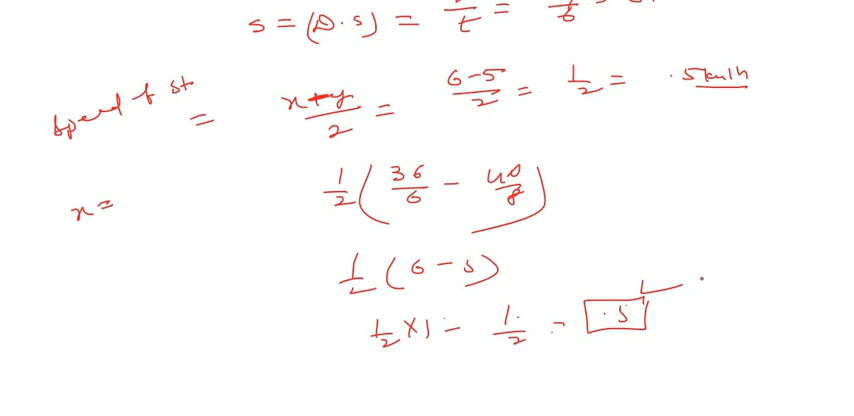 s = (D.s) = — = —
speed of st = x+y/2 = 6-5/2 = 1/2 = .5 km/h
x = 1/2 ( 36/6 - 40/8 )
1/2 ( 6 - 5 )
1/2 X 1 = 1/2 = .5